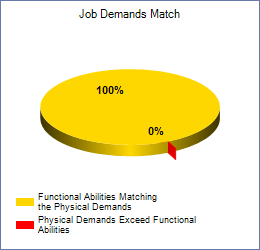 Job Demands Match
100%
0%
Functional Abilities Matching
the Physical Demands
Physical Demands Exceed Functional
Abilities